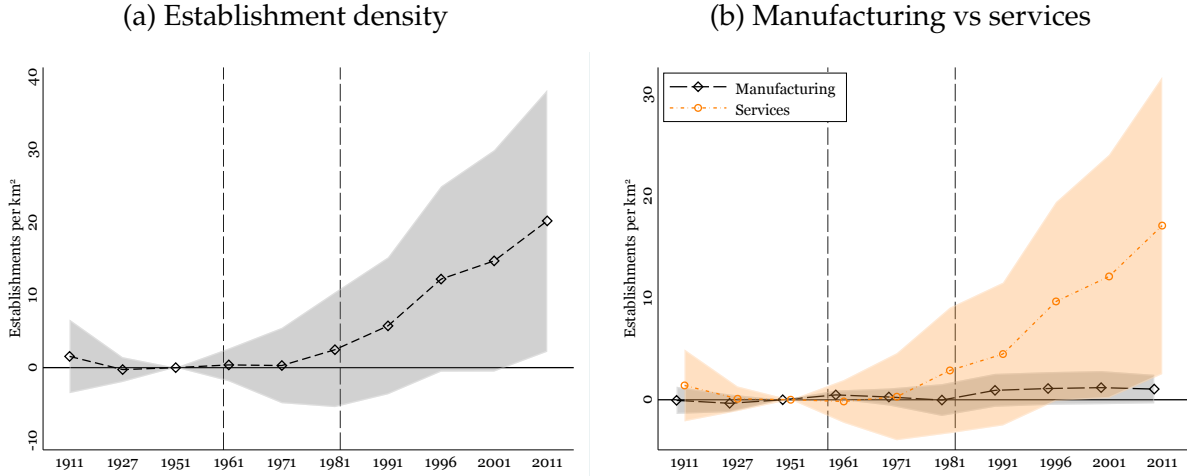 (a) Establishment density
Establishments per km²
40
30
20
10
0
-10
1911 1927 1951 1961 1971 1981 1991 1996 2001 2011
(b) Manufacturing vs services
Manufacturing
Services
Establishments per km²
30
20
10
0
1911 1927 1951 1961 1971 1981 1991 1996 2001 2011